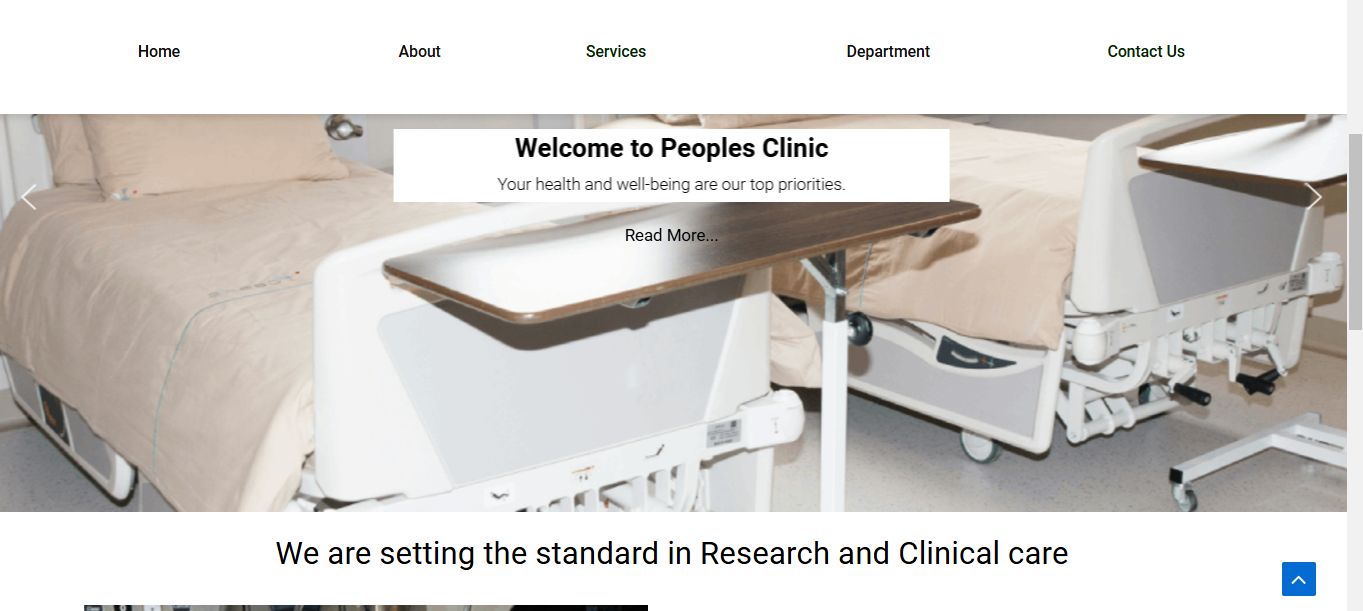 Home About Services Department Contact Us
Welcome to Peoples Clinic
Your health and well-being are our top priorities.
Read More...
We are setting the standard in Research and Clinical care